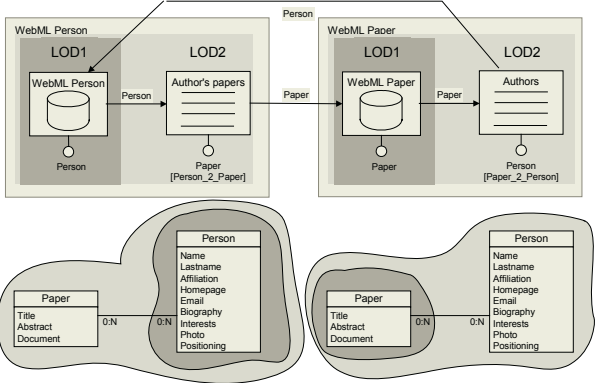 Person
WebML Person
LOD1
LOD2
WebML Person
Person
Author's papers
Person
Paper
[Person_2_Paper]
Paper
WebML Paper
LOD1
LOD2
WebML Paper
Paper
Authors
Paper
Person
[Paper_2_Person]
Paper
Title
Abstract
Document
0:N
0:N
Person
Name
Lastname
Affiliation
Homepage
Email
Biography
Interests
Photo
Positioning
Paper
Title
Abstract
Document
0:N
0:N
Person
Name
Lastname
Affiliation
Homepage
Email
Biography
Interests
Photo
Positioning